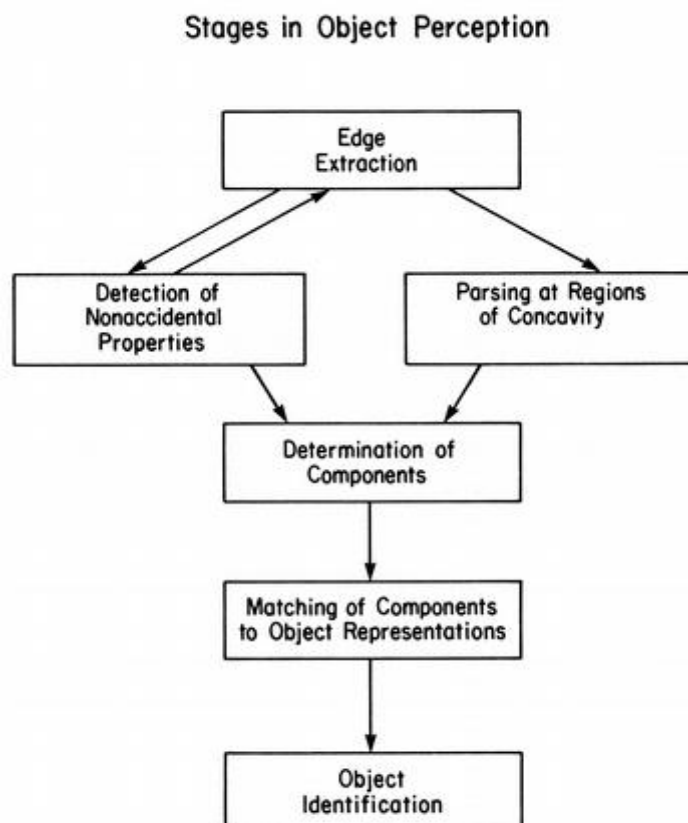 Stages in Object Perception
Edge
Extraction
Detection of
Nonaccidental
Properties
Parsing at Regions
of Concavity
Determination of
Components
Matching of Components
to Object Representations
Object
Identification